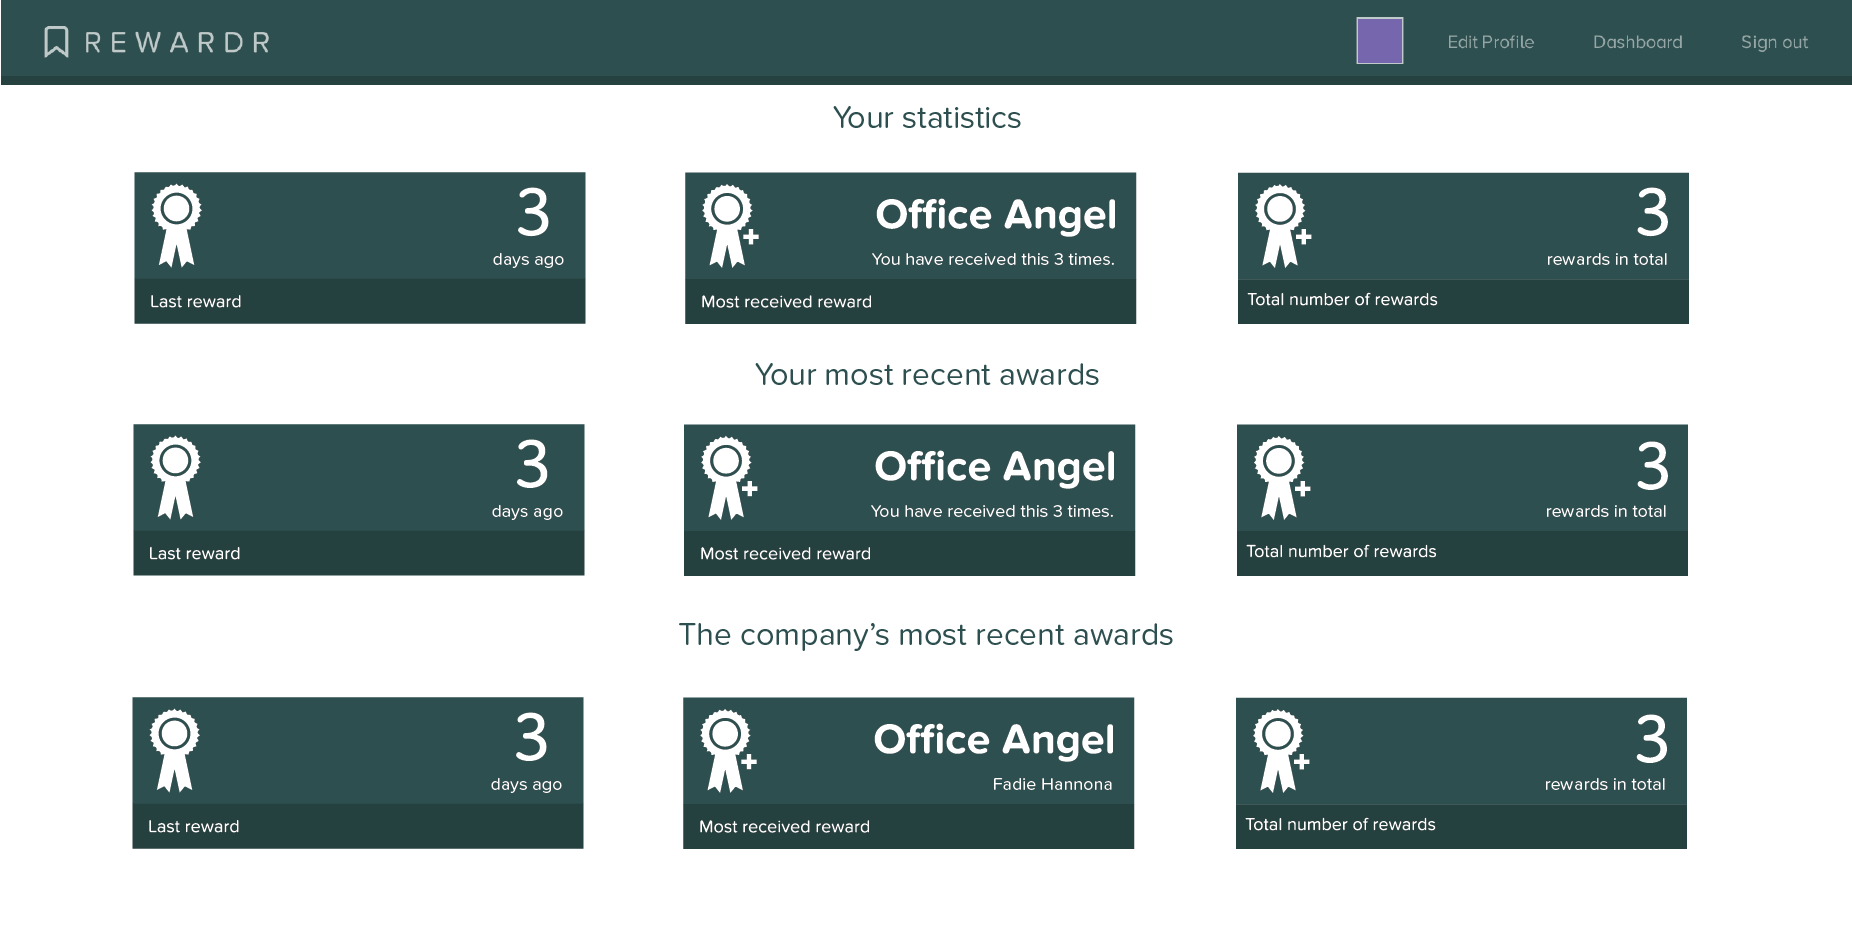 REWARDR
Edit Profile
Dashboard
Sign out
Your statistics
3
days ago
Last reward
Office Angel
You have received this 3 times.
Most received reward
3
rewards in total
Total number of rewards
Your most recent awards
3
days ago
Last reward
Office Angel
You have received this 3 times.
Most received reward
3
rewards in total
Total number of rewards
The company’s most recent awards
3
days ago
Last reward
Office Angel
Fadie Hannona
Most received reward
3
rewards in total
Total number of rewards